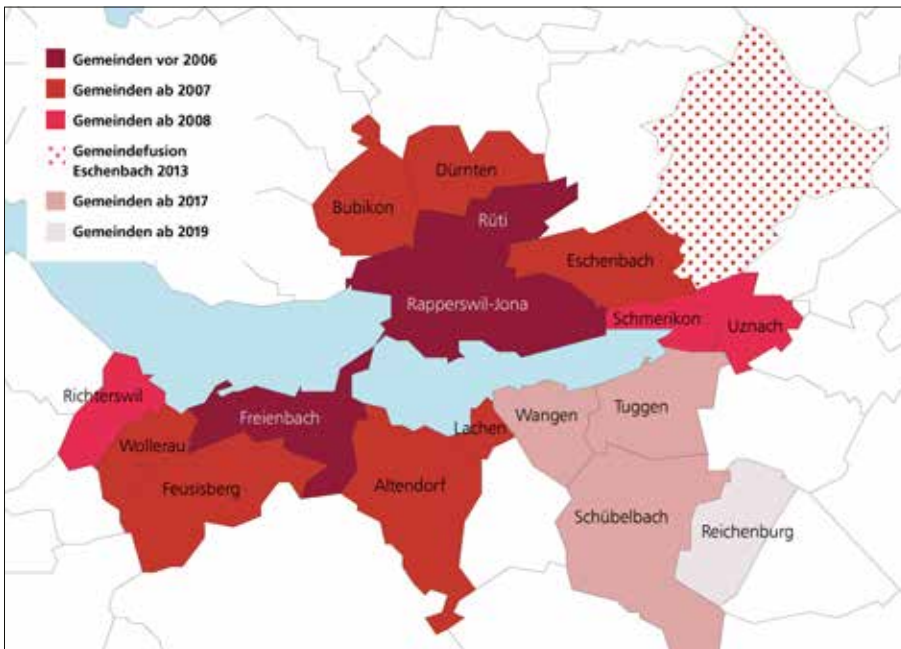 Gemeinden vor 2006
Gemeinden ab 2007
Gemeinden ab 2008
Gemeindefusion
Eschenbach 2013
Gemeinden ab 2017
Gemeinden ab 2019
Dürnten
Bubikon
Rüti
Eschenbach
Rapperswil-Jona
Schmerikon
Uznach
Richterswil
Freienbach
Wangen
Tuggen
Lachen
Wollerau
Feusisberg
Altendorf
Schübelbach
Reichenburg